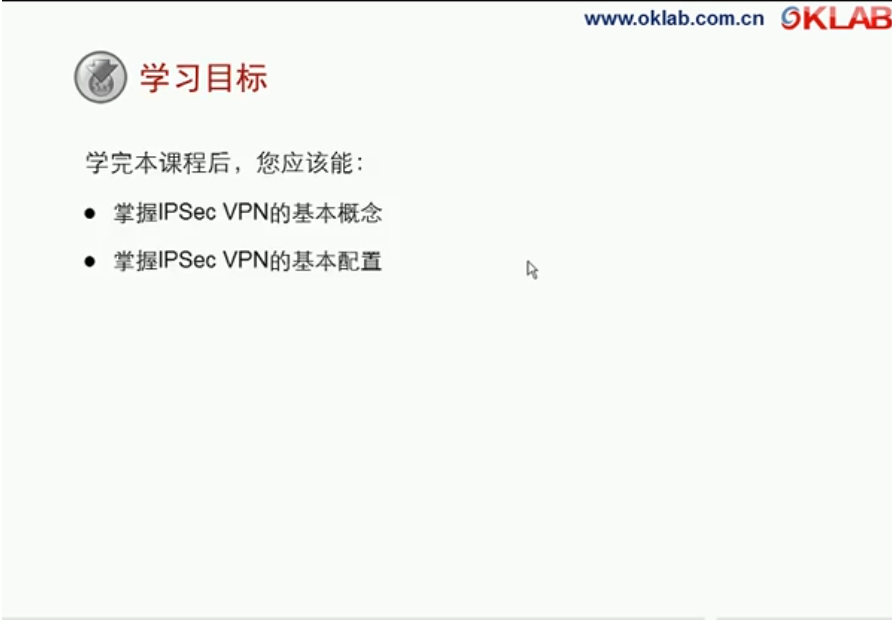 www.oklab.com.cn OKLAB
学习目标
学完本课程后，您应该能：
● 掌握IPSec VPN的基本概念
● 掌握IPSec VPN的基本配置